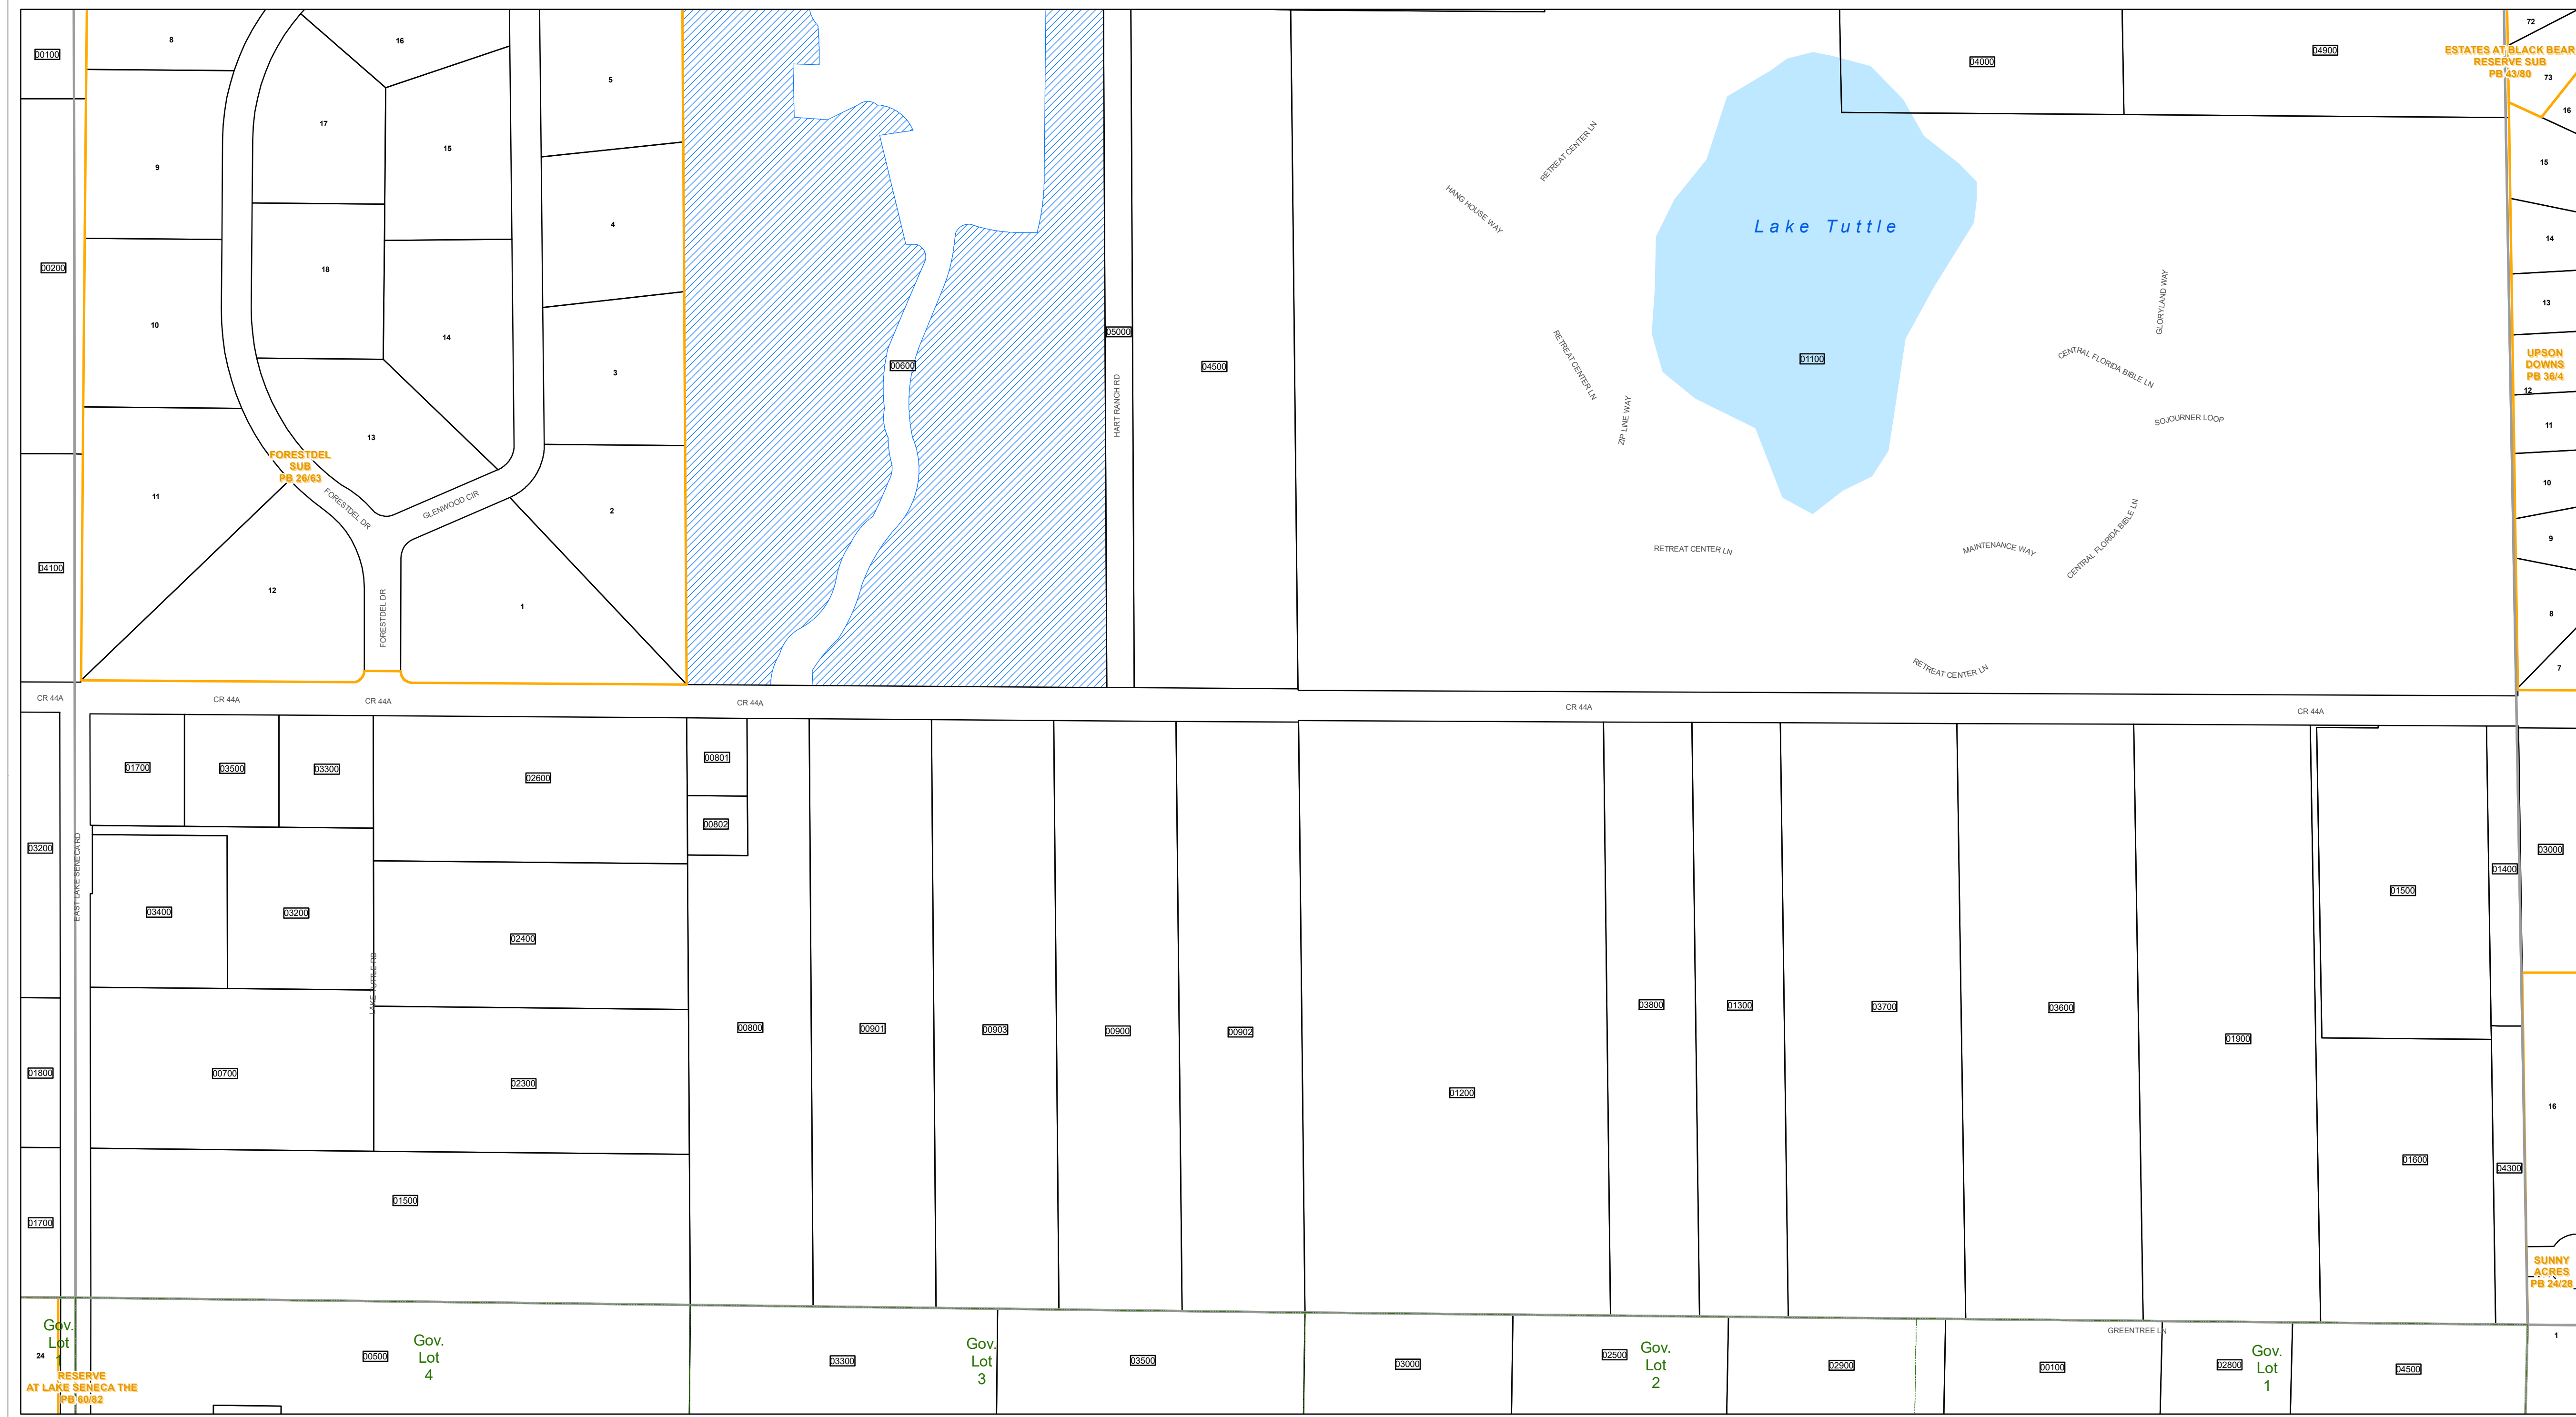 00100
8
16
5
04000
04900
72
ESTATES AT BLACK BEAR
RESERVE SUB
PB 43/80
73
16
17
15
9
4
RETREAT CENTER LN
HANG HOUSE WAY
Lake Tuttle
15
14
00200
18
10
14
3
00600
05000
04500
HART RANCH RD
RETREAT CENTER LN
ZIP LINE WAY
01100
GLORYLAND WAY
CENTRAL FLORIDA BIBLE LN
SOJOURNER LOOP
13
UPSON
DOWNS
PB 36/4
12
11
13
FORESTDEL
SUB
PB 26/63
11
FORESTDEL DR
GLENWOOD CIR
2
10
9
04100
12
FORESTDEL DR
1
RETREAT CENTER LN
MAINTENANCE WAY
CENTRAL FLORIDA BIBLE LN
8
RETREAT CENTER LN
7
CR 44A
CR 44A
CR 44A
CR 44A
CR 44A
CR 44A
01700
03500
03300
02600
00801
00802
03200
EAST LAKE SENECA RD
03400
03200
02400
LAKE TUTTLE RD
01500
01400
03000
01800
00700
02300
00800
00901
00903
00900
00902
01200
03800
01300
03700
03600
01900
16
01700
01500
01600
04300
SUNNY
ACRES
PB 24/28
Gov.
Lot
1
24
RESERVE
AT LAKE SENECA THE
PB 60/82
00500
Gov.
Lot
4
03300
Gov.
Lot
3
03500
03000
02500
Gov.
Lot
2
02900
00100
GREENTREE LN
02800
Gov.
Lot
1
04500
1